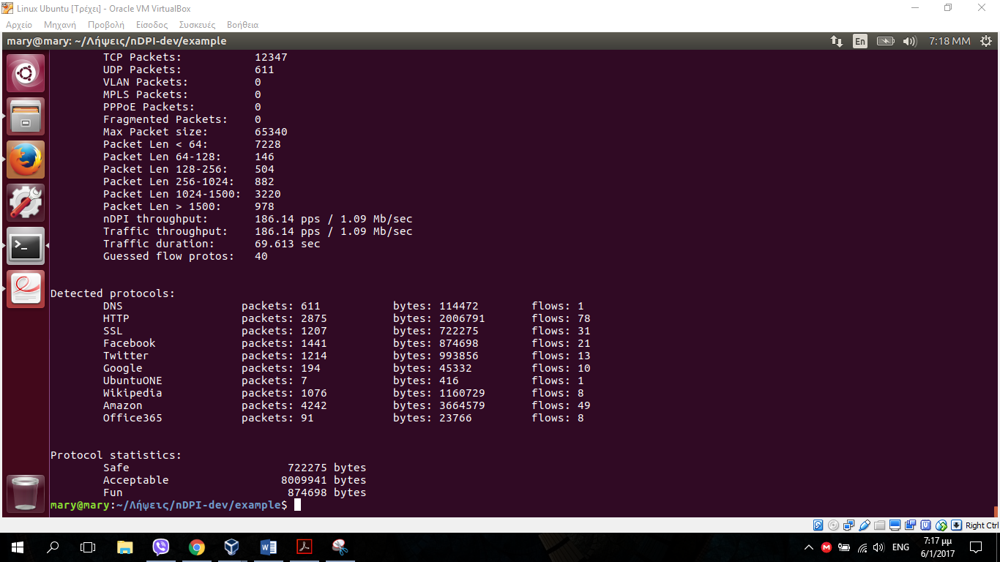 Linux Ubuntu [Τρέχει] - Oracle VM VirtualBox
Αρχείο Μηχανή Προβολή Είσοδος Συσκευές Βοήθεια
mary@mary: ~/Λήψεις/nDPI-dev/example En 7:18 ΜΜ
TCP Packets: 12347
UDP Packets: 611
VLAN Packets: 0
MPLS Packets: 0
PPPoE Packets: 0
Fragmented Packets: 0
Max Packet size: 65340
Packet Len < 64: 7228
Packet Len 64-128: 146
Packet Len 128-256: 504
Packet Len 256-1024: 882
Packet Len 1024-1500: 3220
Packet Len > 1500: 978
nDPI throughput: 186.14 pps / 1.09 Mb/sec
Traffic throughput: 186.14 pps / 1.09 Mb/sec
Traffic duration: 69.613 sec
Guessed flow protos: 40
Detected protocols:
DNS packets: 611 bytes: 114472 flows: 1
HTTP packets: 2875 bytes: 2006791 flows: 78
SSL packets: 1207 bytes: 722275 flows: 31
Facebook packets: 1441 bytes: 874698 flows: 21
Twitter packets: 1214 bytes: 993856 flows: 13
Google packets: 194 bytes: 45332 flows: 10
UbuntuONE packets: 7 bytes: 416 flows: 1
Wikipedia packets: 1076 bytes: 1160729 flows: 8
Amazon packets: 4242 bytes: 3664579 flows: 49
Office365 packets: 91 bytes: 23766 flows: 8
Protocol statistics:
Safe 722275 bytes
Acceptable 8009941 bytes
Fun 874698 bytes
mary@mary:~/Λήψεις/nDPI-dev/example$
Right Ctrl
ENG 7:17 μμ
6/1/2017